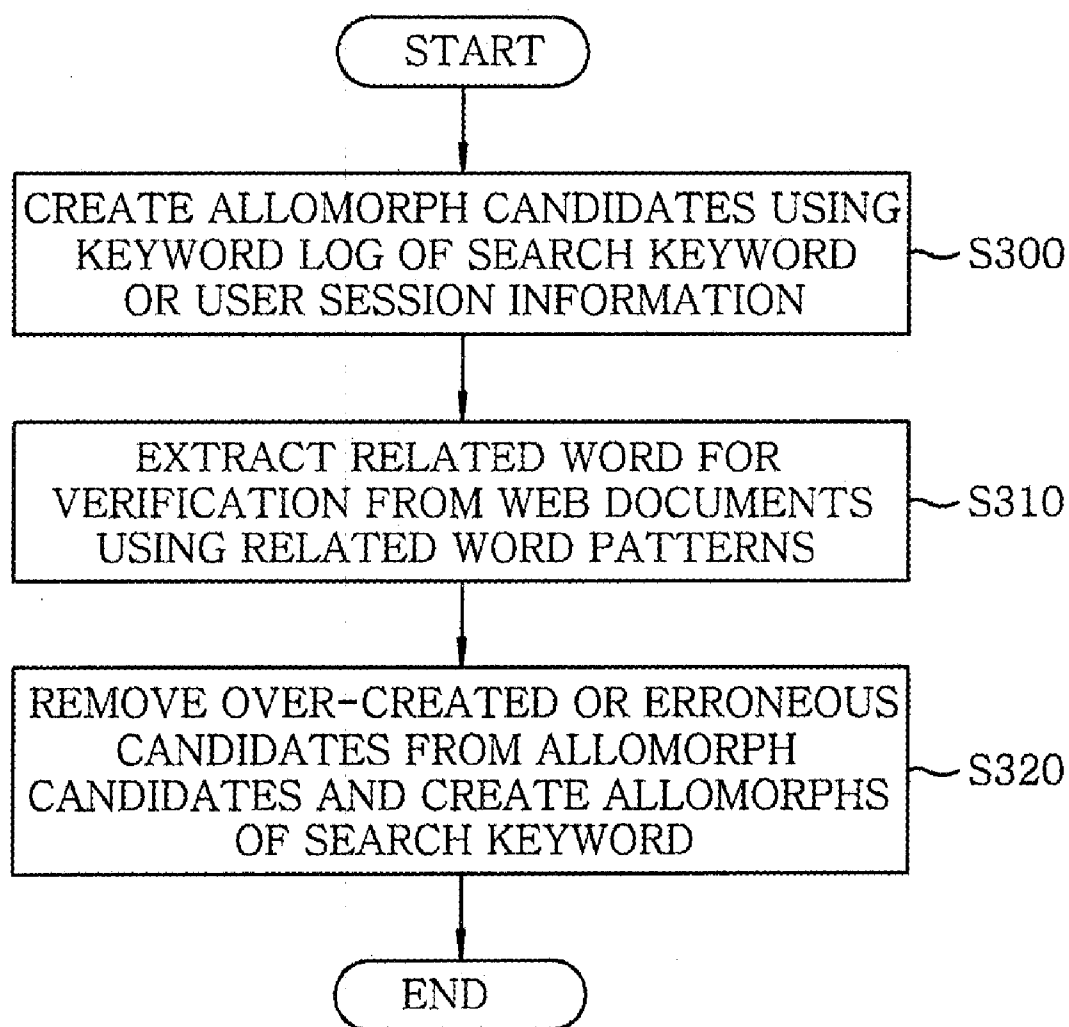 START
CREATE ALLOMORPH CANDIDATES USING
KEYWORD LOG OF SEARCH KEYWORD
OR USER SESSION INFORMATION
S300
EXTRACT RELATED WORD FOR
VERIFICATION FROM WEB DOCUMENTS
USING RELATED WORD PATTERNS
S310
REMOVE OVER-CREATED OR ERRONEOUS
CANDIDATES FROM ALLOMORPH
CANDIDATES AND CREATE ALLOMORPHS
OF SEARCH KEYWORD
S320
END